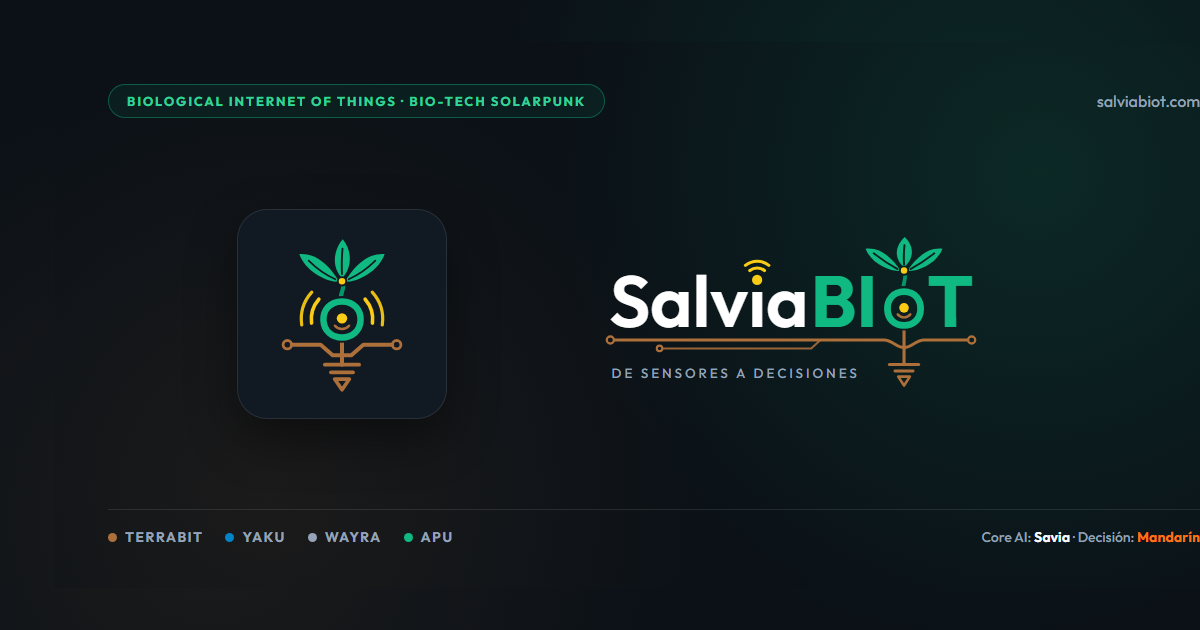 BIOLOGICAL INTERNET OF THINGS · BIO-TECH SOLARPUNK
salviabiot.com
SalviaBIoT
DE SENSORES A DECISIONES
TERRABIT YAKU WAYRA APU
Core AI: Savia · Decisión: Mandarín